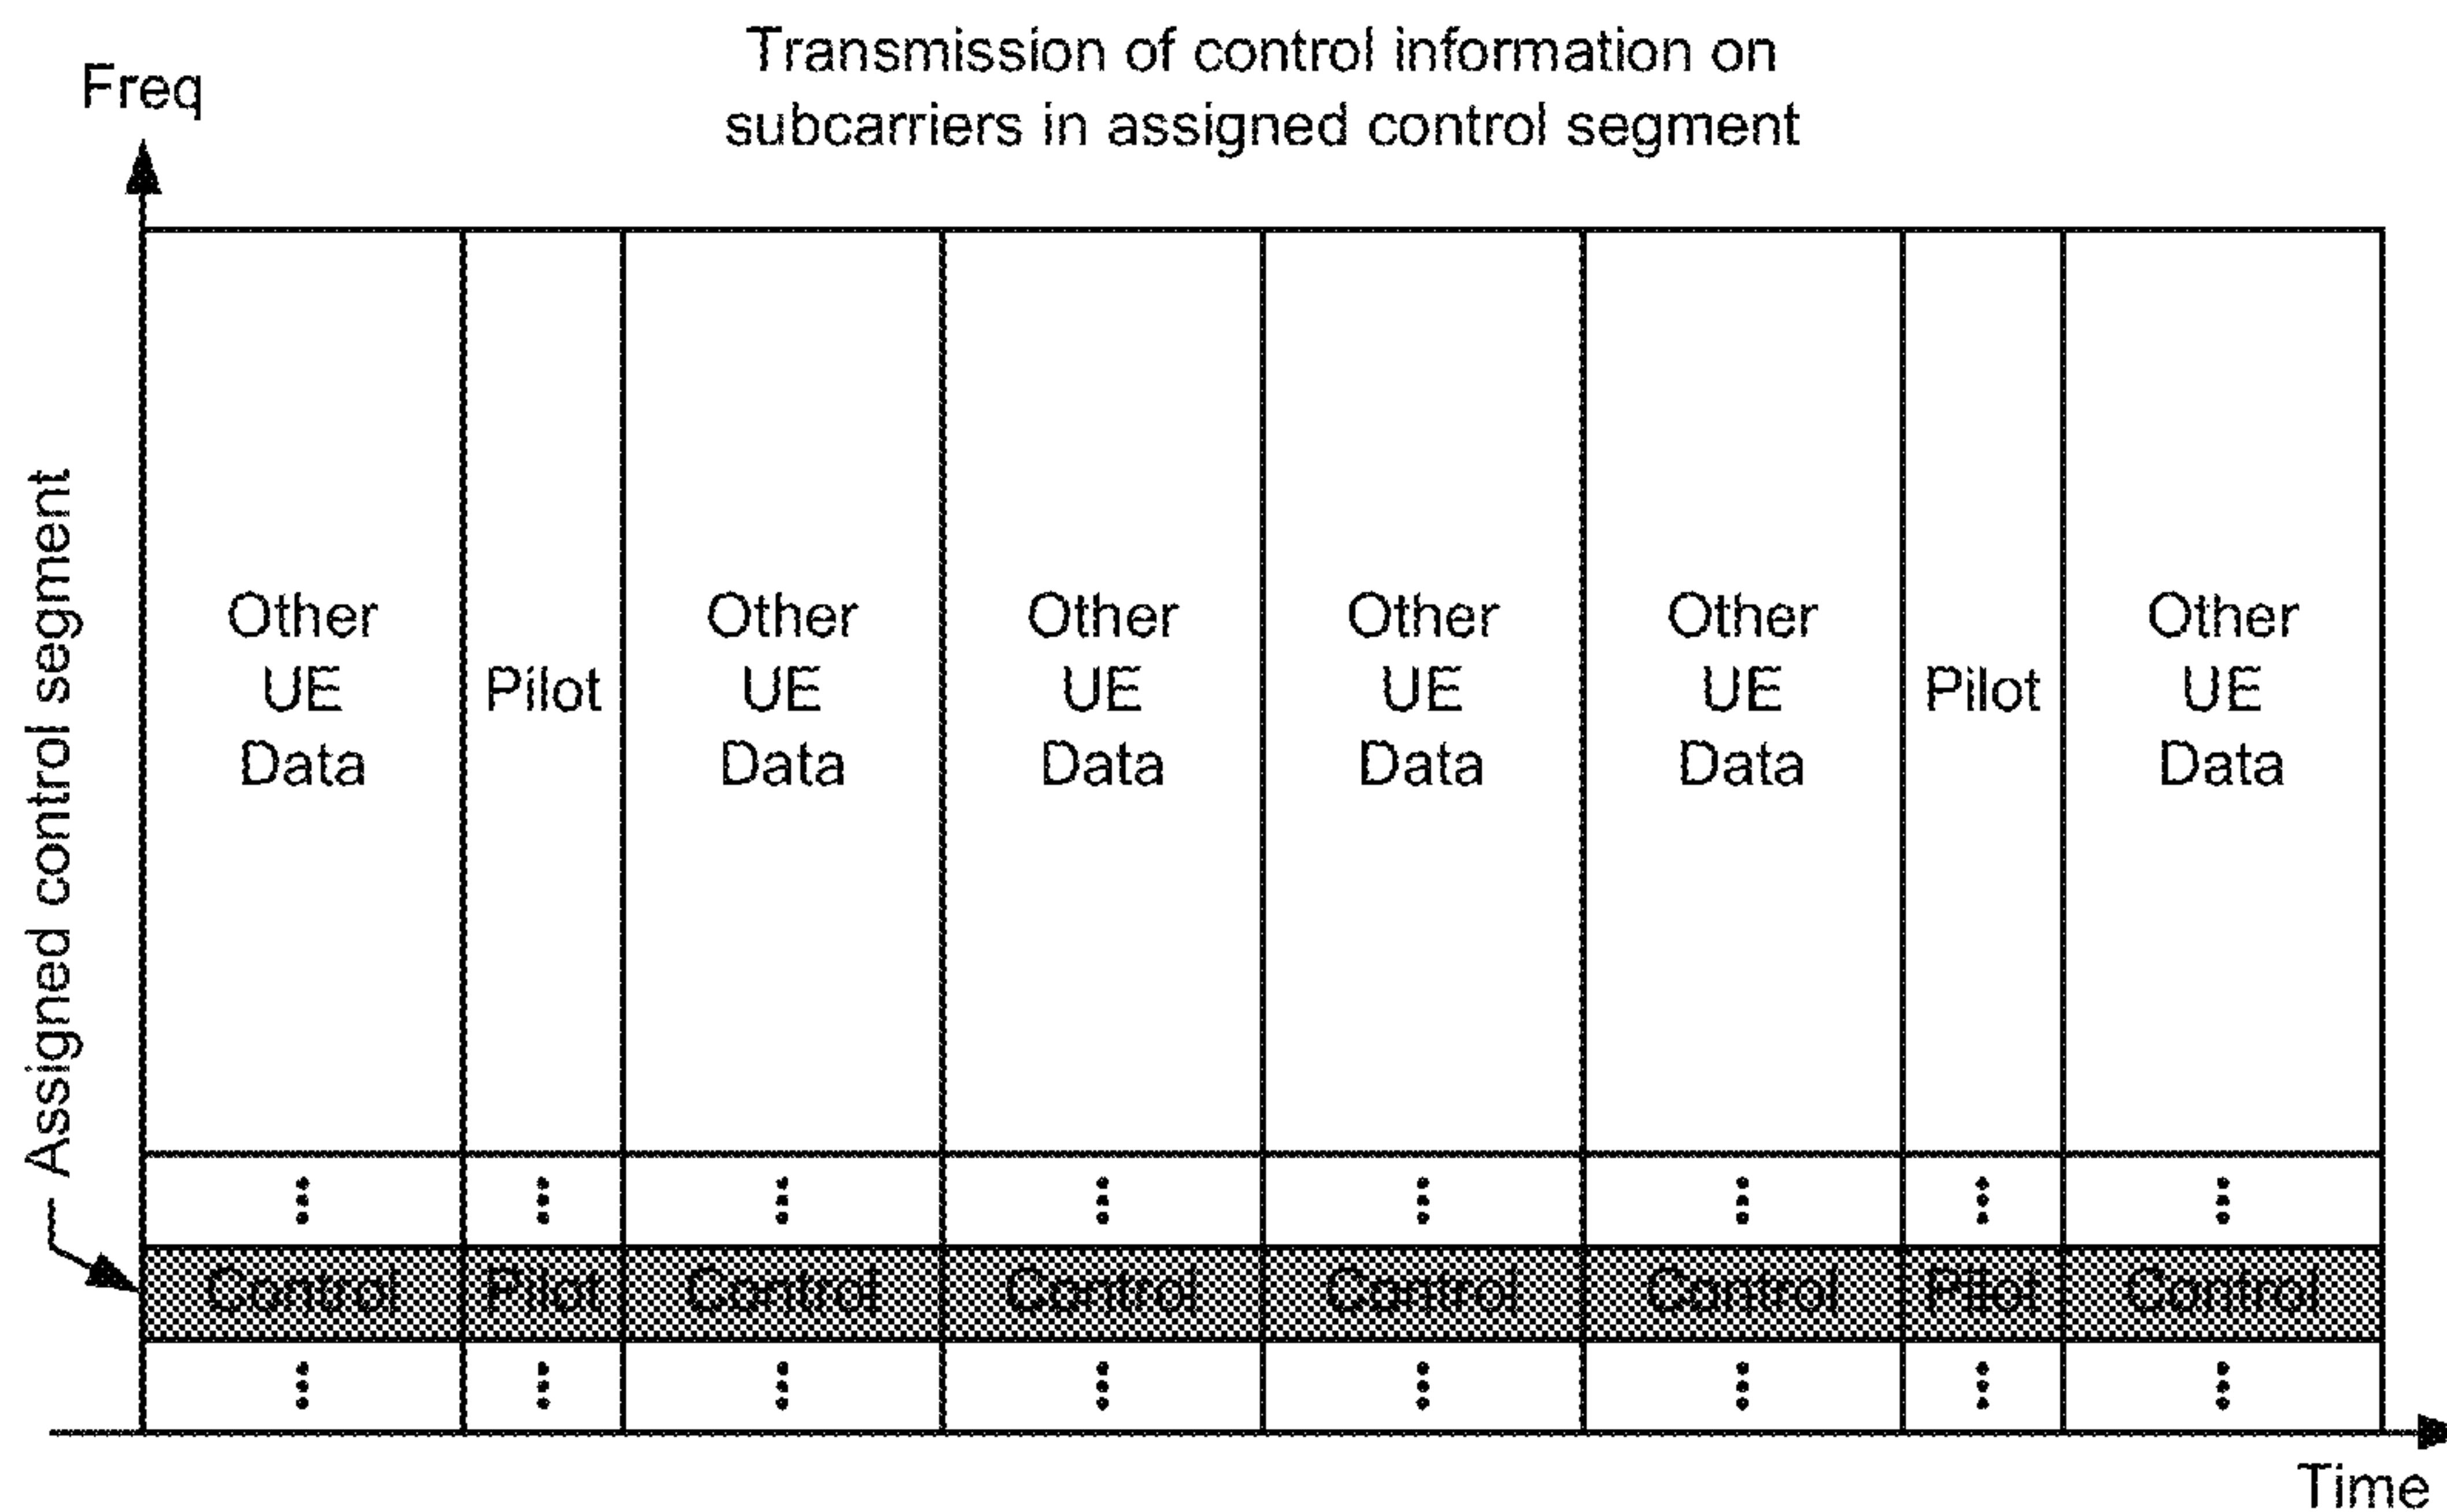 Transmission of control information on
subcarriers in assigned control segment
Freq
Assigned control segment
Other
UE
Data
Pilot
Other
UE
Data
Other
UE
Data
Other
UE
Data
Other
UE
Data
Pilot
Other
UE
Data
Control
Pilot
Control
Control
Control
Control
Pilot
Control
Time